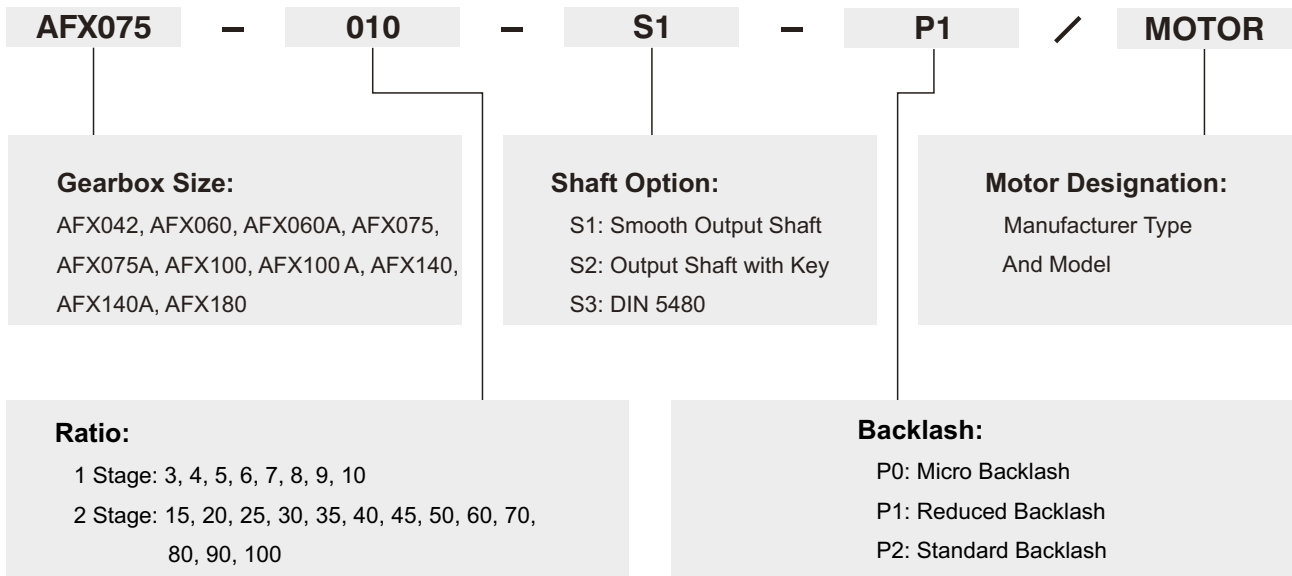 AFX075 – 010 – S1 – P1 / MOTOR
Gearbox Size:
AFX042, AFX060, AFX060A, AFX075,
AFX075A, AFX100, AFX100 A, AFX140,
AFX140A, AFX180
Shaft Option:
S1: Smooth Output Shaft
S2: Output Shaft with Key
S3: DIN 5480
Motor Designation:
Manufacturer Type
And Model
Ratio:
1 Stage: 3, 4, 5, 6, 7, 8, 9, 10
2 Stage: 15, 20, 25, 30, 35, 40, 45, 50, 60, 70,
80, 90, 100
Backlash:
P0: Micro Backlash
P1: Reduced Backlash
P2: Standard Backlash